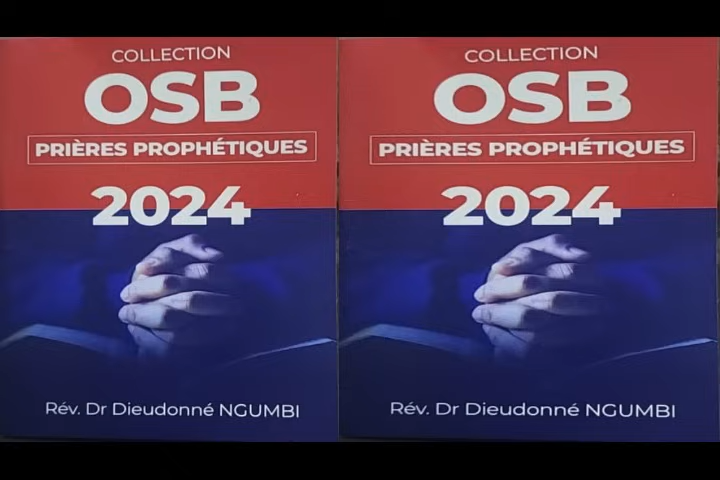 COLLECTION
OSB
PRIÈRES PROPHÉTIQUES
2024
Rév. Dr Dieudonné NGUMBI
COLLECTION
OSB
PRIÈRES PROPHÉTIQUES
2024
Rév. Dr Dieudonné NGUMBI